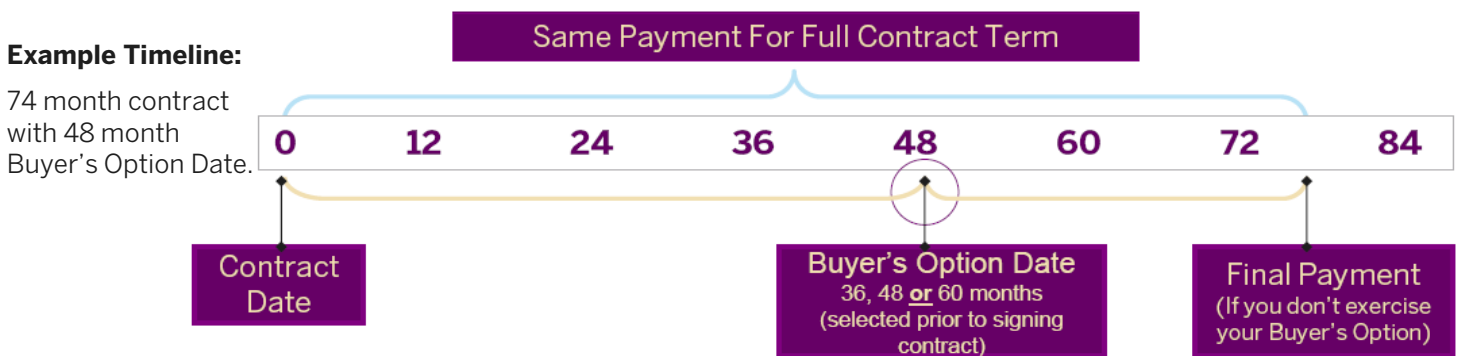 Same Payment For Full Contract Term
Example Timeline:
74 month contract
with 48 month
Buyer's Option Date.
0 12 24 36 48 60 72 84
Contract
Date
Buyer's Option Date
36, 48 or 60 months
(selected prior to signing
contract)
Final Payment
(If you don't exercise
your Buyer's Option)